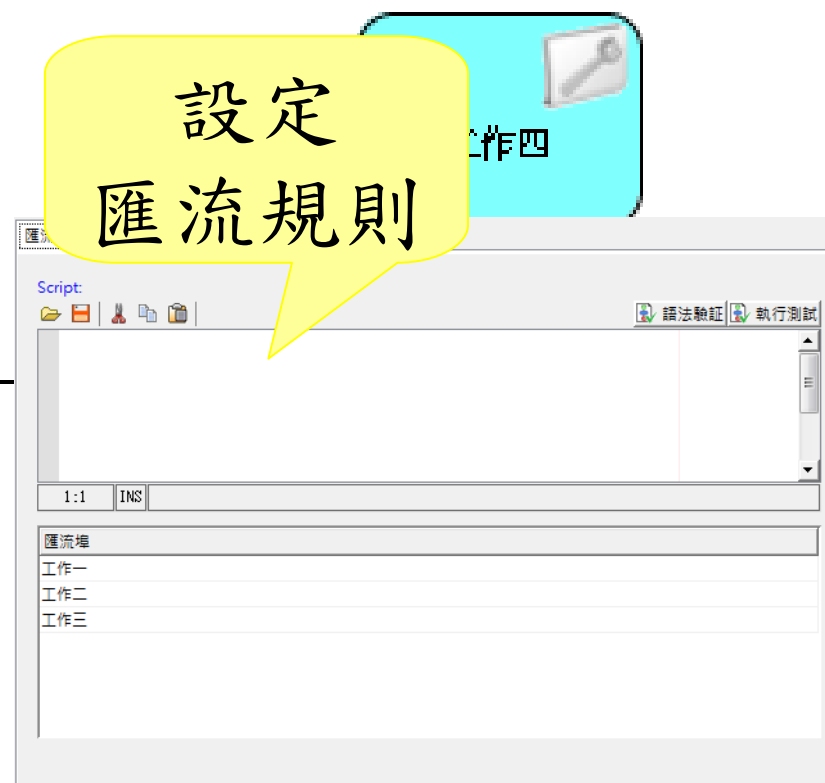 設定
匯流規則
作四
匯
Script:
語法驗証 執行測試
1:1 INS
匯流埠
工作一
工作二
工作三